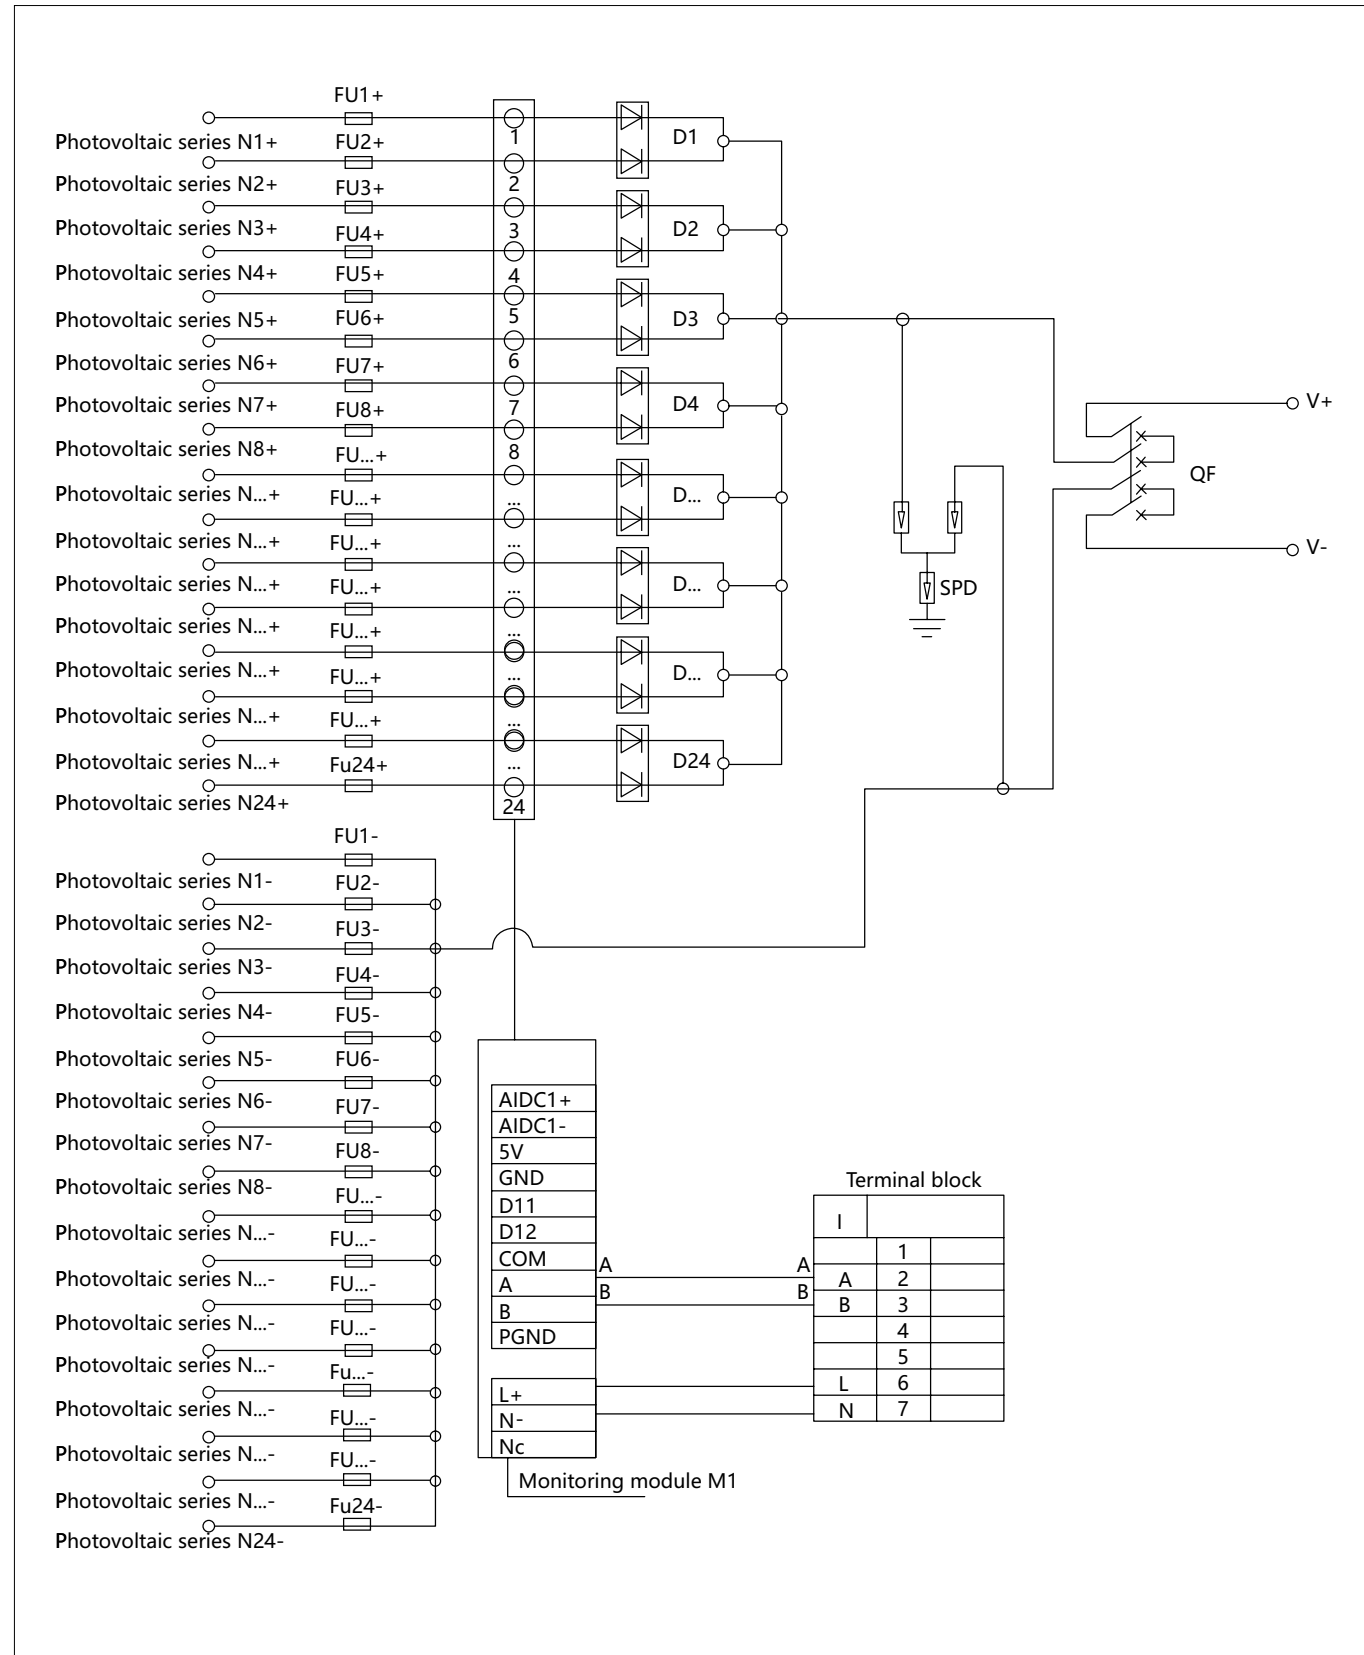 FU1+
Photovoltaic series N1+
FU2+
Photovoltaic series N2+
FU3+
Photovoltaic series N3+
FU4+
Photovoltaic series N4+
FU5+
Photovoltaic series N5+
FU6+
Photovoltaic series N6+
FU7+
Photovoltaic series N7+
FU8+
Photovoltaic series N8+
FU...+
Photovoltaic series N...+
FU...+
Photovoltaic series N...+
FU...+
Photovoltaic series N...+
FU...+
Photovoltaic series N...+
FU...+
Photovoltaic series N...+
FU...+
Photovoltaic series N...+
FU...+
Photovoltaic series N...+
Fu24+
Photovoltaic series N24+
1
2
3
4
5
6
7
8
...
...
...
...
...
...
...
24
D1
D2
D3
D4
D...
D...
D...
D24
V+
QF
V-
SPD
FU1-
Photovoltaic series N1-
FU2-
Photovoltaic series N2-
FU3-
Photovoltaic series N3-
FU4-
Photovoltaic series N4-
FU5-
Photovoltaic series N5-
FU6-
Photovoltaic series N6-
FU7-
Photovoltaic series N7-
FU8-
Photovoltaic series N8-
FU...-
Photovoltaic series N...-
FU...-
Photovoltaic series N...-
FU...-
Photovoltaic series N...-
FU...-
Photovoltaic series N...-
Fu...-
Photovoltaic series N...-
FU...-
Photovoltaic series N...-
FU...-
Photovoltaic series N...-
Fu24-
Photovoltaic series N24-
AIDC1+
AIDC1-
5V
GND
D11
D12
COM
A
B
PGND
L+
N-
Nc
Monitoring module M1
A
B
A
B
Terminal block
I
1
A 2
B 3
4
5
L 6
N 7